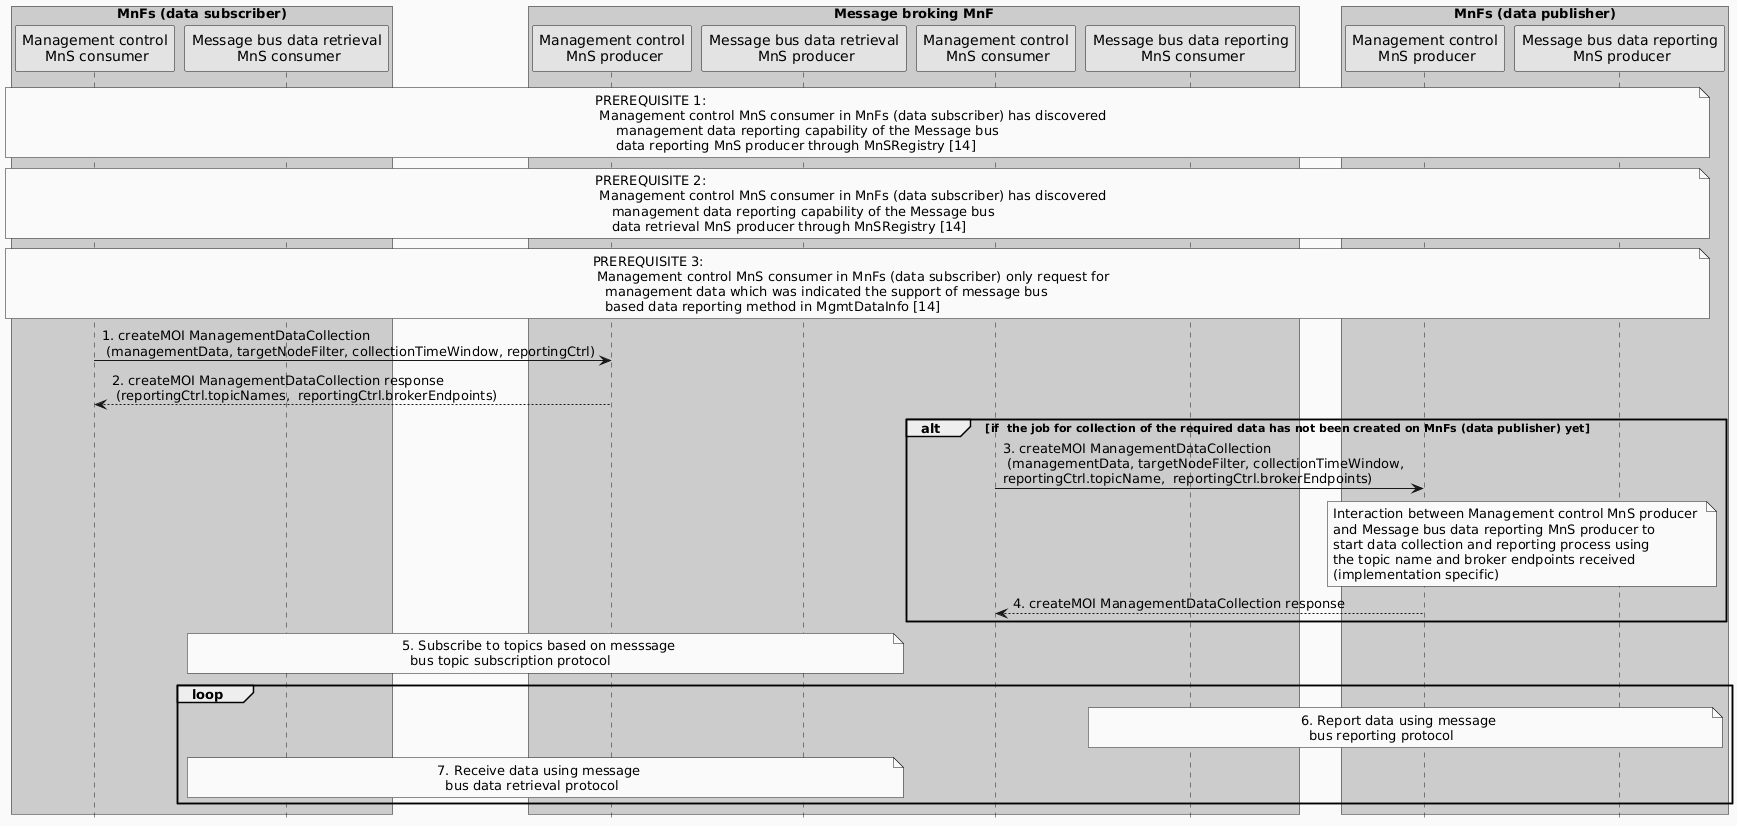 MnFs (data subscriber)
Message broking MnF
MnFs (data publisher)
Management control
MnS consumer
Message bus data retrieval
MnS consumer
Management control
MnS producer
Message bus data retrieval
MnS producer
Management control
MnS consumer
Message bus data reporting
MnS consumer
Management control
MnS producer
Message bus data reporting
MnS producer
PREREQUISITE 1:
Management control MnS consumer in MnFs (data subscriber) has discovered
management data reporting capability of the Message bus
data reporting MnS producer through MnSRegistry [14]
PREREQUISITE 2:
Management control MnS consumer in MnFs (data subscriber) has discovered
management data reporting capability of the Message bus
data retrieval MnS producer through MnSRegistry [14]
PREREQUISITE 3:
Management control MnS consumer in MnFs (data subscriber) only request for
management data which was indicated the support of message bus
based data reporting method in MgmtDataInfo [14]
1. createMOI ManagementDataCollection
(managementData, targetNodeFilter, collectionTimeWindow, reportingCtrl)
2. createMOI ManagementDataCollection response
(reportingCtrl.topicNames,  reportingCtrl.brokerEndpoints)
alt [if  the job for collection of the required data has not been created on MnFs (data publisher) yet]
3. createMOI ManagementDataCollection
(managementData, targetNodeFilter, collectionTimeWindow,
reportingCtrl.topicName,  reportingCtrl.brokerEndpoints)
Interaction between Management control MnS producer
and Message bus data reporting MnS producer to
start data collection and reporting process using
the topic name and broker endpoints received
(implementation specific)
4. createMOI ManagementDataCollection response
5. Subscribe to topics based on messsage
bus topic subscription protocol
loop
6. Report data using message
bus reporting protocol
7. Receive data using message
bus data retrieval protocol